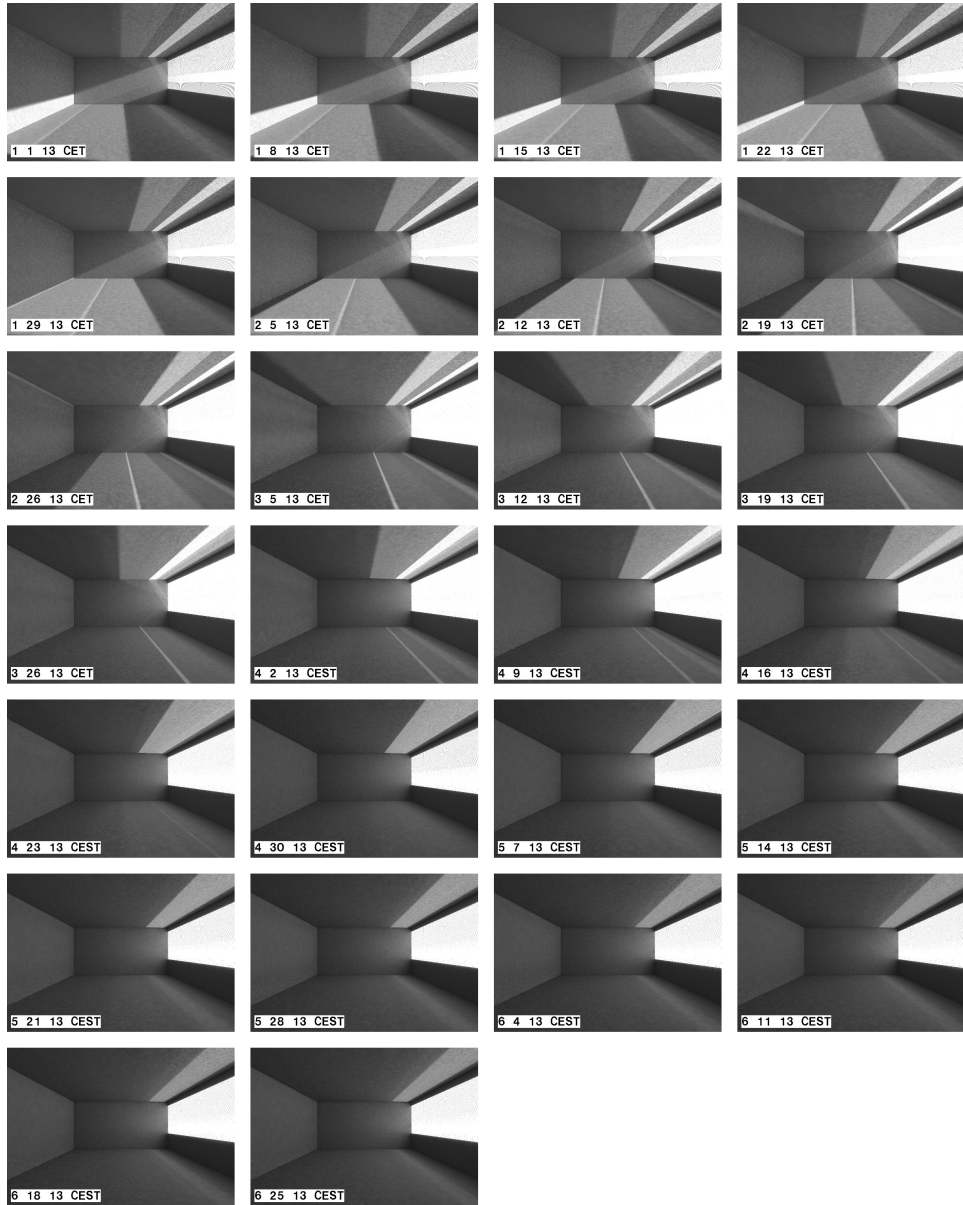 1 1 13 CET
1 8 13 CET
1 15 13 CET
1 22 13 CET
1 29 13 CET
2 5 13 CET
2 12 13 CET
2 19 13 CET
2 26 13 CET
3 5 13 CET
3 12 13 CET
3 19 13 CET
3 26 13 CET
4 2 13 CEST
4 9 13 CEST
4 16 13 CEST
4 23 13 CEST
4 30 13 CEST
5 7 13 CEST
5 14 13 CEST
5 21 13 CEST
5 28 13 CEST
6 4 13 CEST
6 11 13 CEST
6 18 13 CEST
6 25 13 CEST